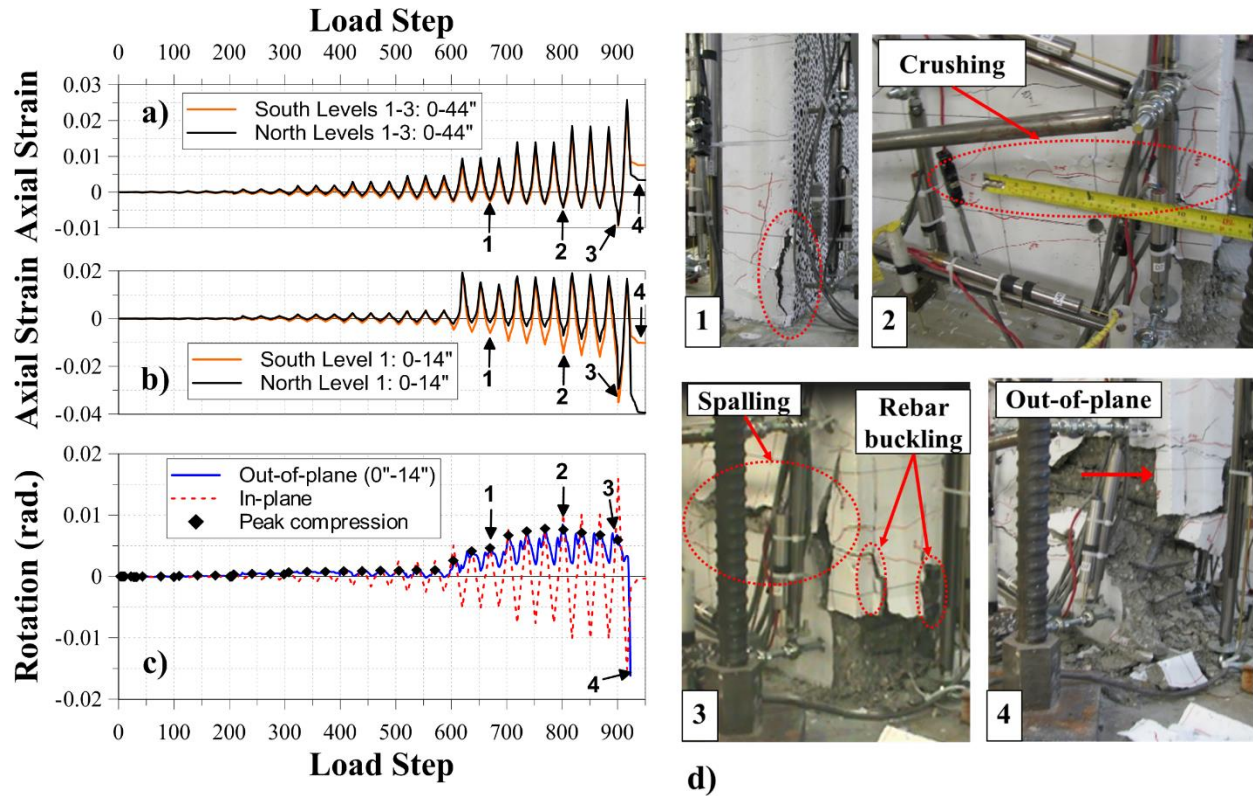 Load Step
0 100 200 300 400 500 600 700 800 900
Axial Strain
0.03
0.02
0.01
0
-0.01
a)
South Levels 1-3: 0-44"
North Levels 1-3: 0-44"
1
2
3
4
Axial Strain
0.02
0
-0.02
-0.04
b)
South Level 1: 0-14"
North Level 1: 0-14"
1
2
3
4
Rotation (rad.)
0.02
0.01
0
-0.01
-0.02
c)
Out-of-plane (0"-14")
In-plane
Peak compression
1
2
3
4
0 100 200 300 400 500 600 700 800 900
Load Step
1
Crushing
2
Spalling
Rebar
buckling
3
Out-of-plane
4
d)